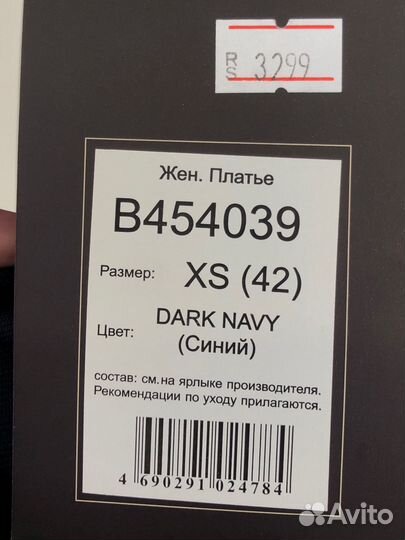 RS 3299
Жен. Платье
B454039
Размер: XS (42)
Цвет: DARK NAVY
(Синий)
состав: см.на ярлыке производителя.
Рекомендации по уходу прилагаются.
4 690291 024784
Avito